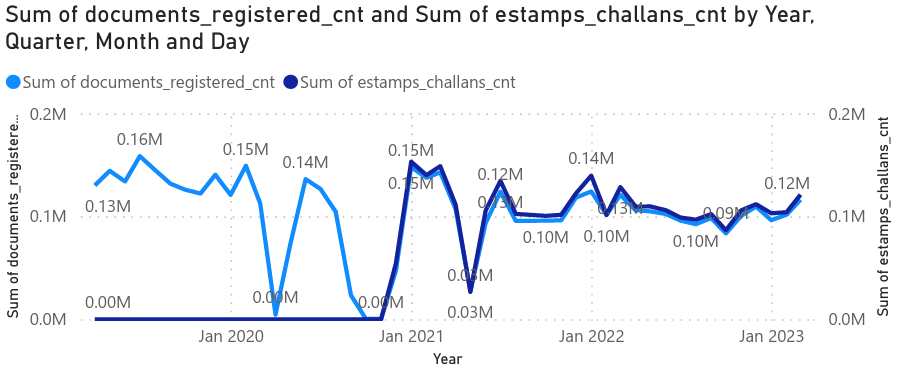 Sum of documents_registered_cnt and Sum of estamps_challans_cnt by Year,
Quarter, Month and Day
Sum of documents_registered_cnt Sum of estamps_challans_cnt
Sum of documents_registere...
0.2M
0.1M
0.0M
0.13M
0.16M
0.00M
0.15M
0.00M
0.14M
0.00M
0.15M
0.15M
0.03M
0.03M
0.12M
0.10M
0.14M
0.10M
0.13M
0.10M
0.09M
0.12M
0.2M
0.1M
0.0M
Sum of estamps_challans_cnt
Jan 2020 Jan 2021 Jan 2022 Jan 2023
Year